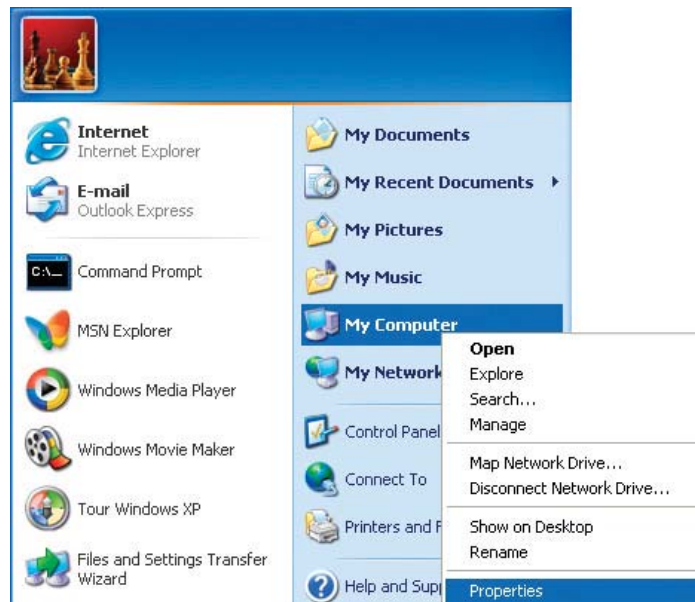 Internet
Internet Explorer
E-mail
Outlook Express
C:\_
Command Prompt
MSN Explorer
Windows Media Player
Windows Movie Maker
Tour Windows XP
Files and Settings Transfer
Wizard
My Documents
My Recent Documents
My Pictures
My Music
My Computer
My Network
Control Panel
Connect To
Printers and F
Help and Sup
Open
Explore
Search...
Manage
Map Network Drive...
Disconnect Network Drive...
Show on Desktop
Rename
Properties